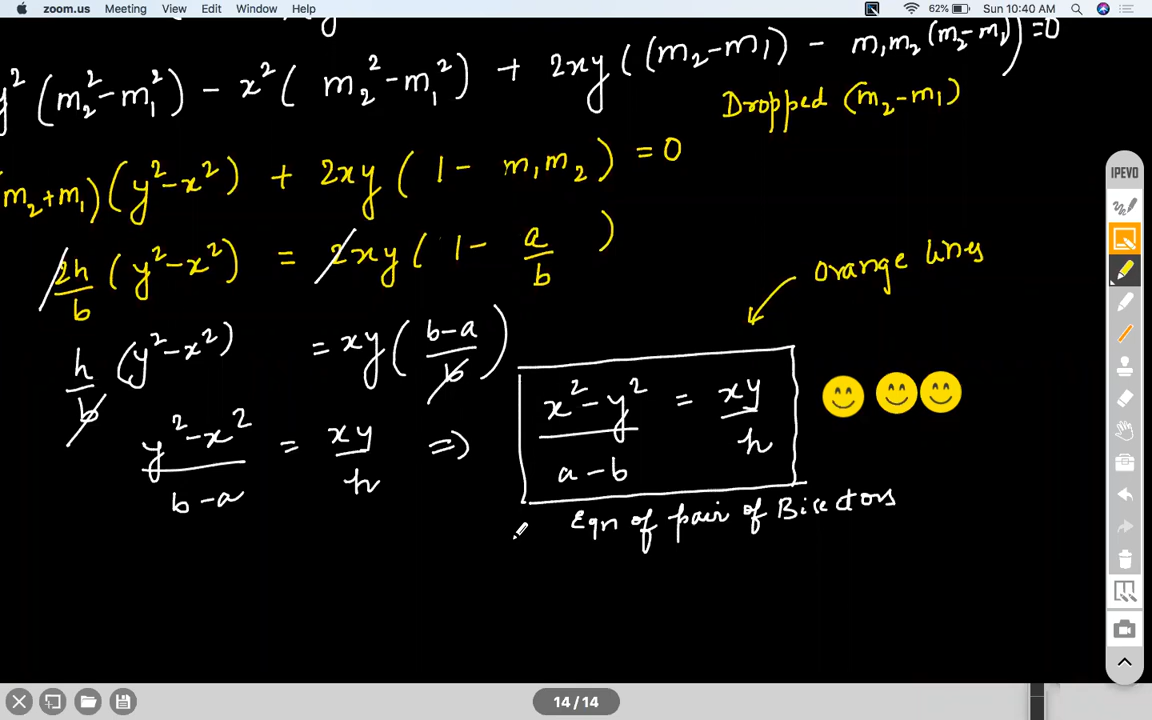 zoom.us Meeting View Edit Window Help 62% Sun 10:40 AM
y² (m₂² − m₁²) − x² ( m₂² − m₁² ) + 2xy ( (m₂ − m₁) − m₁m₂ (m₂ − m₁) ) = 0
Dropped (m₂ − m₁)
m₂ + m₁) (y² − x²) + 2xy ( 1 − m₁m₂ ) = 0
2h/b ( y² − x² ) = 2xy ( 1 − a/b )
orange lines
h/b (y² − x²) = xy ( b−a/b )
y² − x²/b − a = xy/h ⇒ x² − y²/a − b = xy/h
Eqn of pair of Bisectors
IPEVO
14 / 14